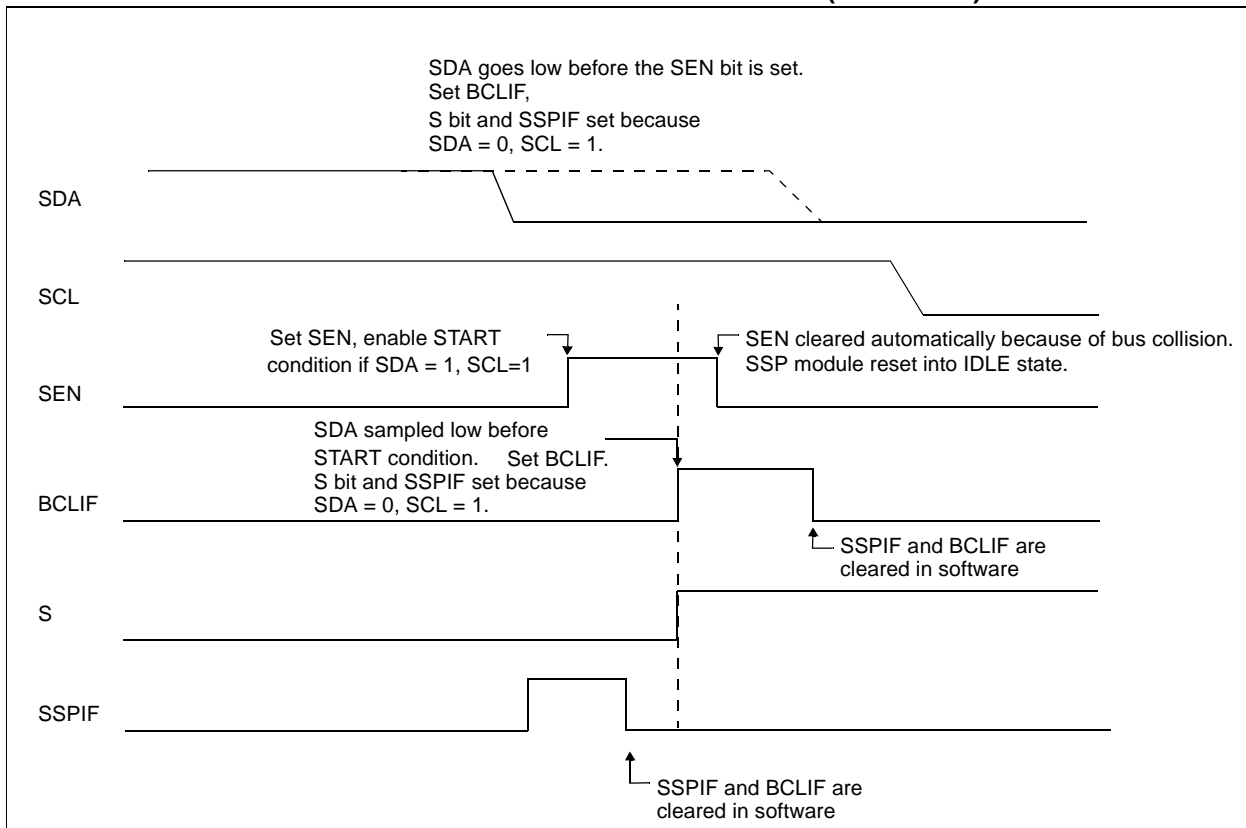 SDA goes low before the SEN bit is set.
Set BCLIF,
S bit and SSPIF set because
SDA = 0, SCL = 1.
SDA
SCL
Set SEN, enable START
condition if SDA = 1, SCL=1
SEN cleared automatically because of bus collision.
SSP module reset into IDLE state.
SEN
SDA sampled low before
START condition. Set BCLIF.
S bit and SSPIF set because
SDA = 0, SCL = 1.
BCLIF
SSPIF and BCLIF are
cleared in software
S
SSPIF
SSPIF and BCLIF are
cleared in software